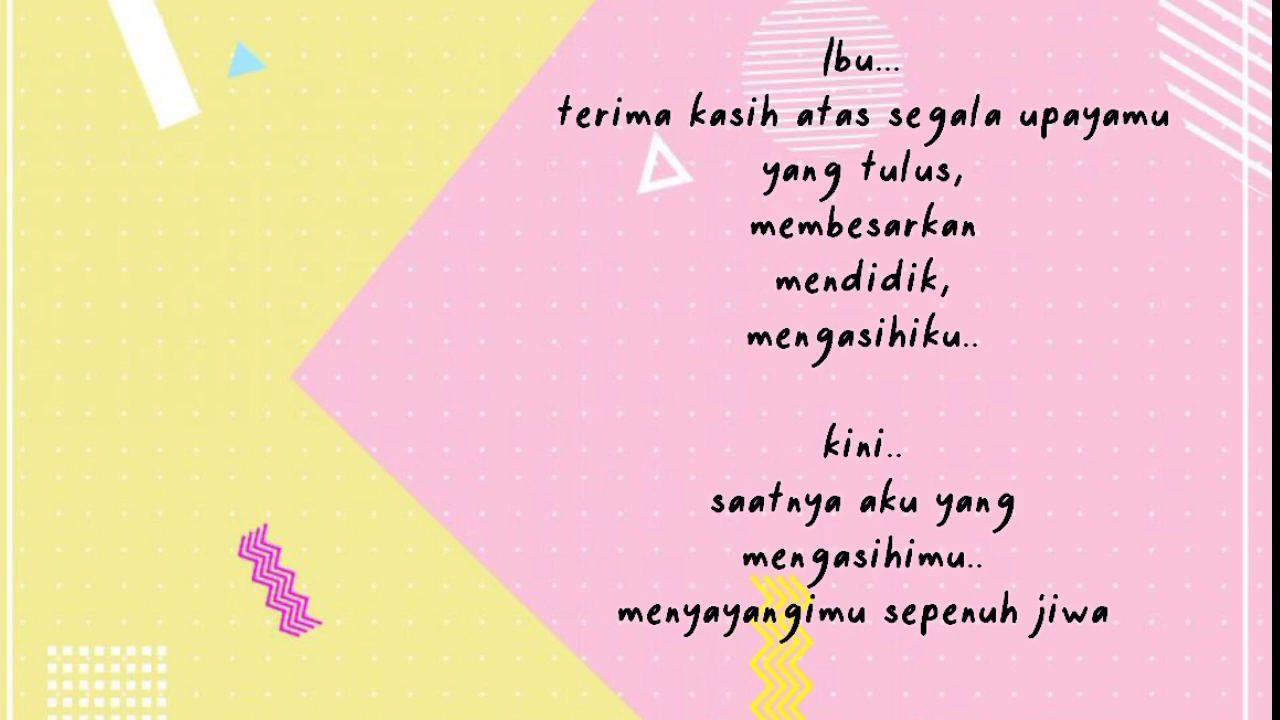 Ibu...
terima kasih atas segala upayamu
yang tulus,
membesarkan
mendidik,
mengasihiku..
kini..
saatnya aku yang
mengasihimu..
menyayangimu sepenuh jiwa